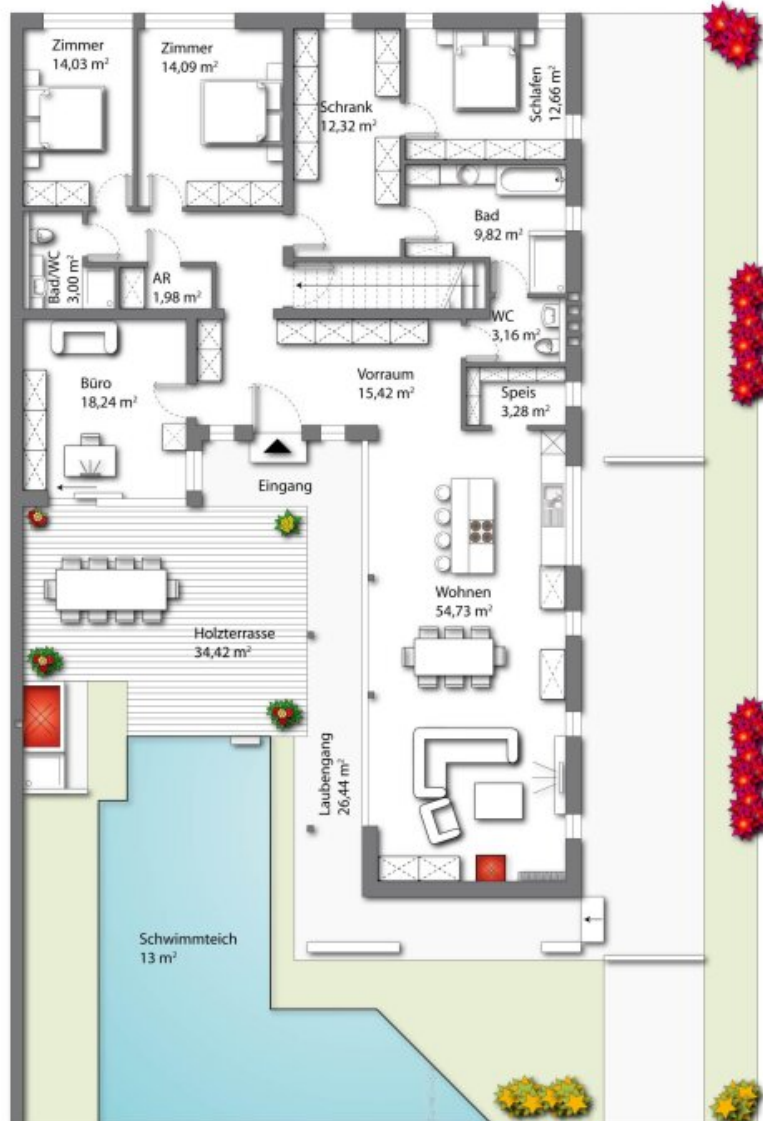 Zimmer
14,03 m²
Zimmer
14,09 m²
Schrank
12,32 m²
Schlafen
12,66 m²
Bad
9,82 m²
Bad/WC
3,00 m²
AR
1,98 m²
WC
3,16 m²
Büro
18,24 m²
Vorraum
15,42 m²
Speis
3,28 m²
Eingang
Wohnen
54,73 m²
Holzterrasse
34,42 m²
Laubengang
26,44 m²
Schwimmteich
13 m²